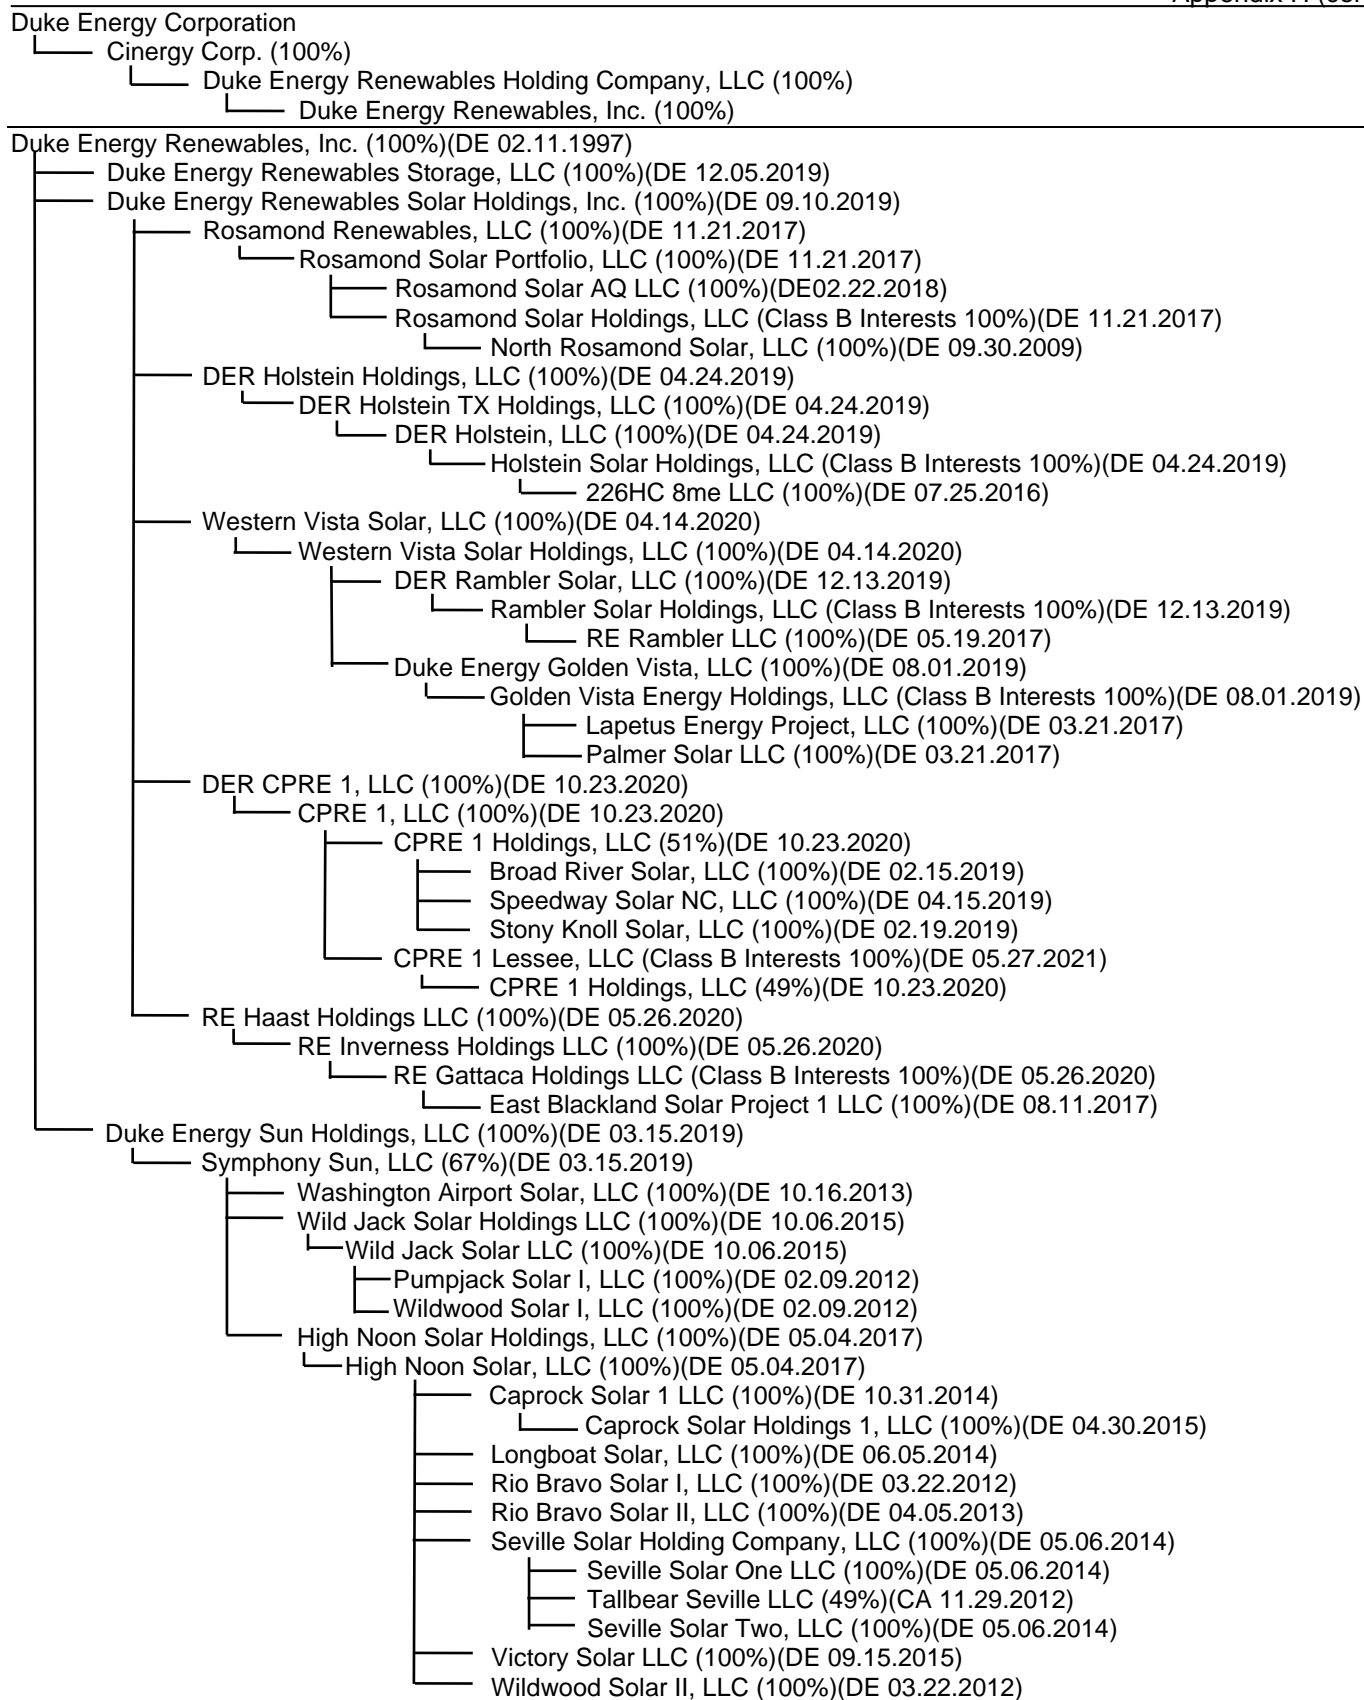 Duke Energy Corporation
Cinergy Corp. (100%)
Duke Energy Renewables Holding Company, LLC (100%)
Duke Energy Renewables, Inc. (100%)
Duke Energy Renewables, Inc. (100%)(DE 02.11.1997)
Duke Energy Renewables Storage, LLC (100%)(DE 12.05.2019)
Duke Energy Renewables Solar Holdings, Inc. (100%)(DE 09.10.2019)
Rosamond Renewables, LLC (100%)(DE 11.21.2017)
Rosamond Solar Portfolio, LLC (100%)(DE 11.21.2017)
Rosamond Solar AQ LLC (100%)(DE02.22.2018)
Rosamond Solar Holdings, LLC (Class B Interests 100%)(DE 11.21.2017)
North Rosamond Solar, LLC (100%)(DE 09.30.2009)
DER Holstein Holdings, LLC (100%)(DE 04.24.2019)
DER Holstein TX Holdings, LLC (100%)(DE 04.24.2019)
DER Holstein, LLC (100%)(DE 04.24.2019)
Holstein Solar Holdings, LLC (Class B Interests 100%)(DE 04.24.2019)
226HC 8me LLC (100%)(DE 07.25.2016)
Western Vista Solar, LLC (100%)(DE 04.14.2020)
Western Vista Solar Holdings, LLC (100%)(DE 04.14.2020)
DER Rambler Solar, LLC (100%)(DE 12.13.2019)
Rambler Solar Holdings, LLC (Class B Interests 100%)(DE 12.13.2019)
RE Rambler LLC (100%)(DE 05.19.2017)
Duke Energy Golden Vista, LLC (100%)(DE 08.01.2019)
Golden Vista Energy Holdings, LLC (Class B Interests 100%)(DE 08.01.2019)
Lapetus Energy Project, LLC (100%)(DE 03.21.2017)
Palmer Solar LLC (100%)(DE 03.21.2017)
DER CPRE 1, LLC (100%)(DE 10.23.2020)
CPRE 1, LLC (100%)(DE 10.23.2020)
CPRE 1 Holdings, LLC (51%)(DE 10.23.2020)
Broad River Solar, LLC (100%)(DE 02.15.2019)
Speedway Solar NC, LLC (100%)(DE 04.15.2019)
Stony Knoll Solar, LLC (100%)(DE 02.19.2019)
CPRE 1 Lessee, LLC (Class B Interests 100%)(DE 05.27.2021)
CPRE 1 Holdings, LLC (49%)(DE 10.23.2020)
RE Haast Holdings LLC (100%)(DE 05.26.2020)
RE Inverness Holdings LLC (100%)(DE 05.26.2020)
RE Gattaca Holdings LLC (Class B Interests 100%)(DE 05.26.2020)
East Blackland Solar Project 1 LLC (100%)(DE 08.11.2017)
Duke Energy Sun Holdings, LLC (100%)(DE 03.15.2019)
Symphony Sun, LLC (67%)(DE 03.15.2019)
Washington Airport Solar, LLC (100%)(DE 10.16.2013)
Wild Jack Solar Holdings LLC (100%)(DE 10.06.2015)
Wild Jack Solar LLC (100%)(DE 10.06.2015)
Pumpjack Solar I, LLC (100%)(DE 02.09.2012)
Wildwood Solar I, LLC (100%)(DE 02.09.2012)
High Noon Solar Holdings, LLC (100%)(DE 05.04.2017)
High Noon Solar, LLC (100%)(DE 05.04.2017)
Caprock Solar 1 LLC (100%)(DE 10.31.2014)
Caprock Solar Holdings 1, LLC (100%)(DE 04.30.2015)
Longboat Solar, LLC (100%)(DE 06.05.2014)
Rio Bravo Solar I, LLC (100%)(DE 03.22.2012)
Rio Bravo Solar II, LLC (100%)(DE 04.05.2013)
Seville Solar Holding Company, LLC (100%)(DE 05.06.2014)
Seville Solar One LLC (100%)(DE 05.06.2014)
Tallbear Seville LLC (49%)(CA 11.29.2012)
Seville Solar Two, LLC (100%)(DE 05.06.2014)
Victory Solar LLC (100%)(DE 09.15.2015)
Wildwood Solar II, LLC (100%)(DE 03.22.2012)